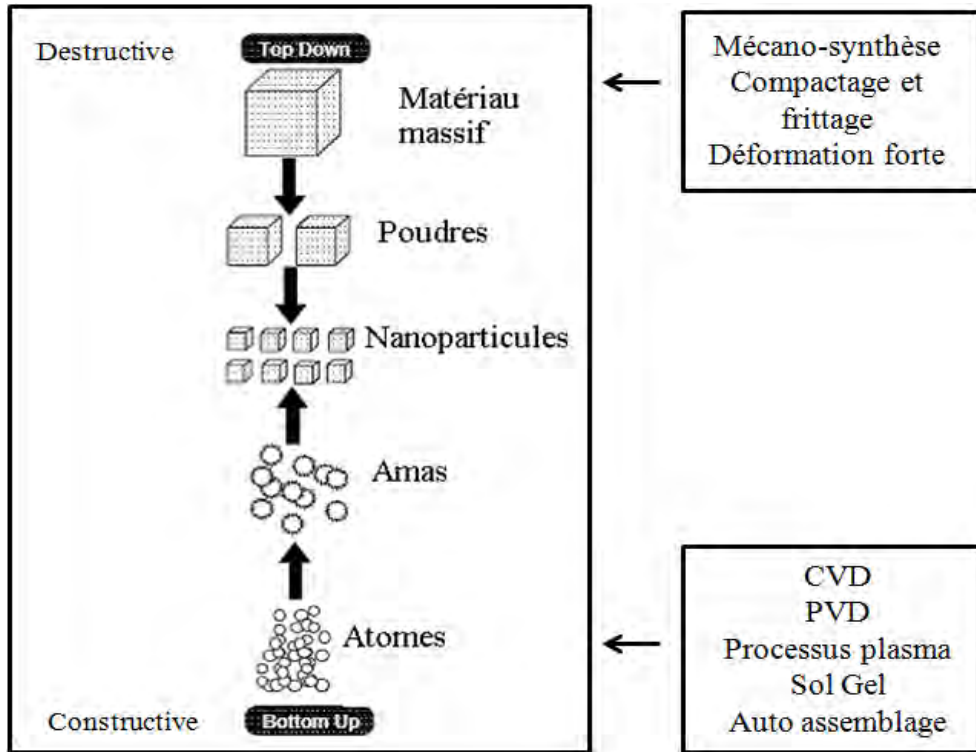 Destructive
Top Down
Matériau
massif
Poudres
Nanoparticules
Amas
Atomes
Constructive
Bottom Up
Mécano-synthèse
Compactage et
frittage
Déformation forte
CVD
PVD
Processus plasma
Sol Gel
Auto assemblage